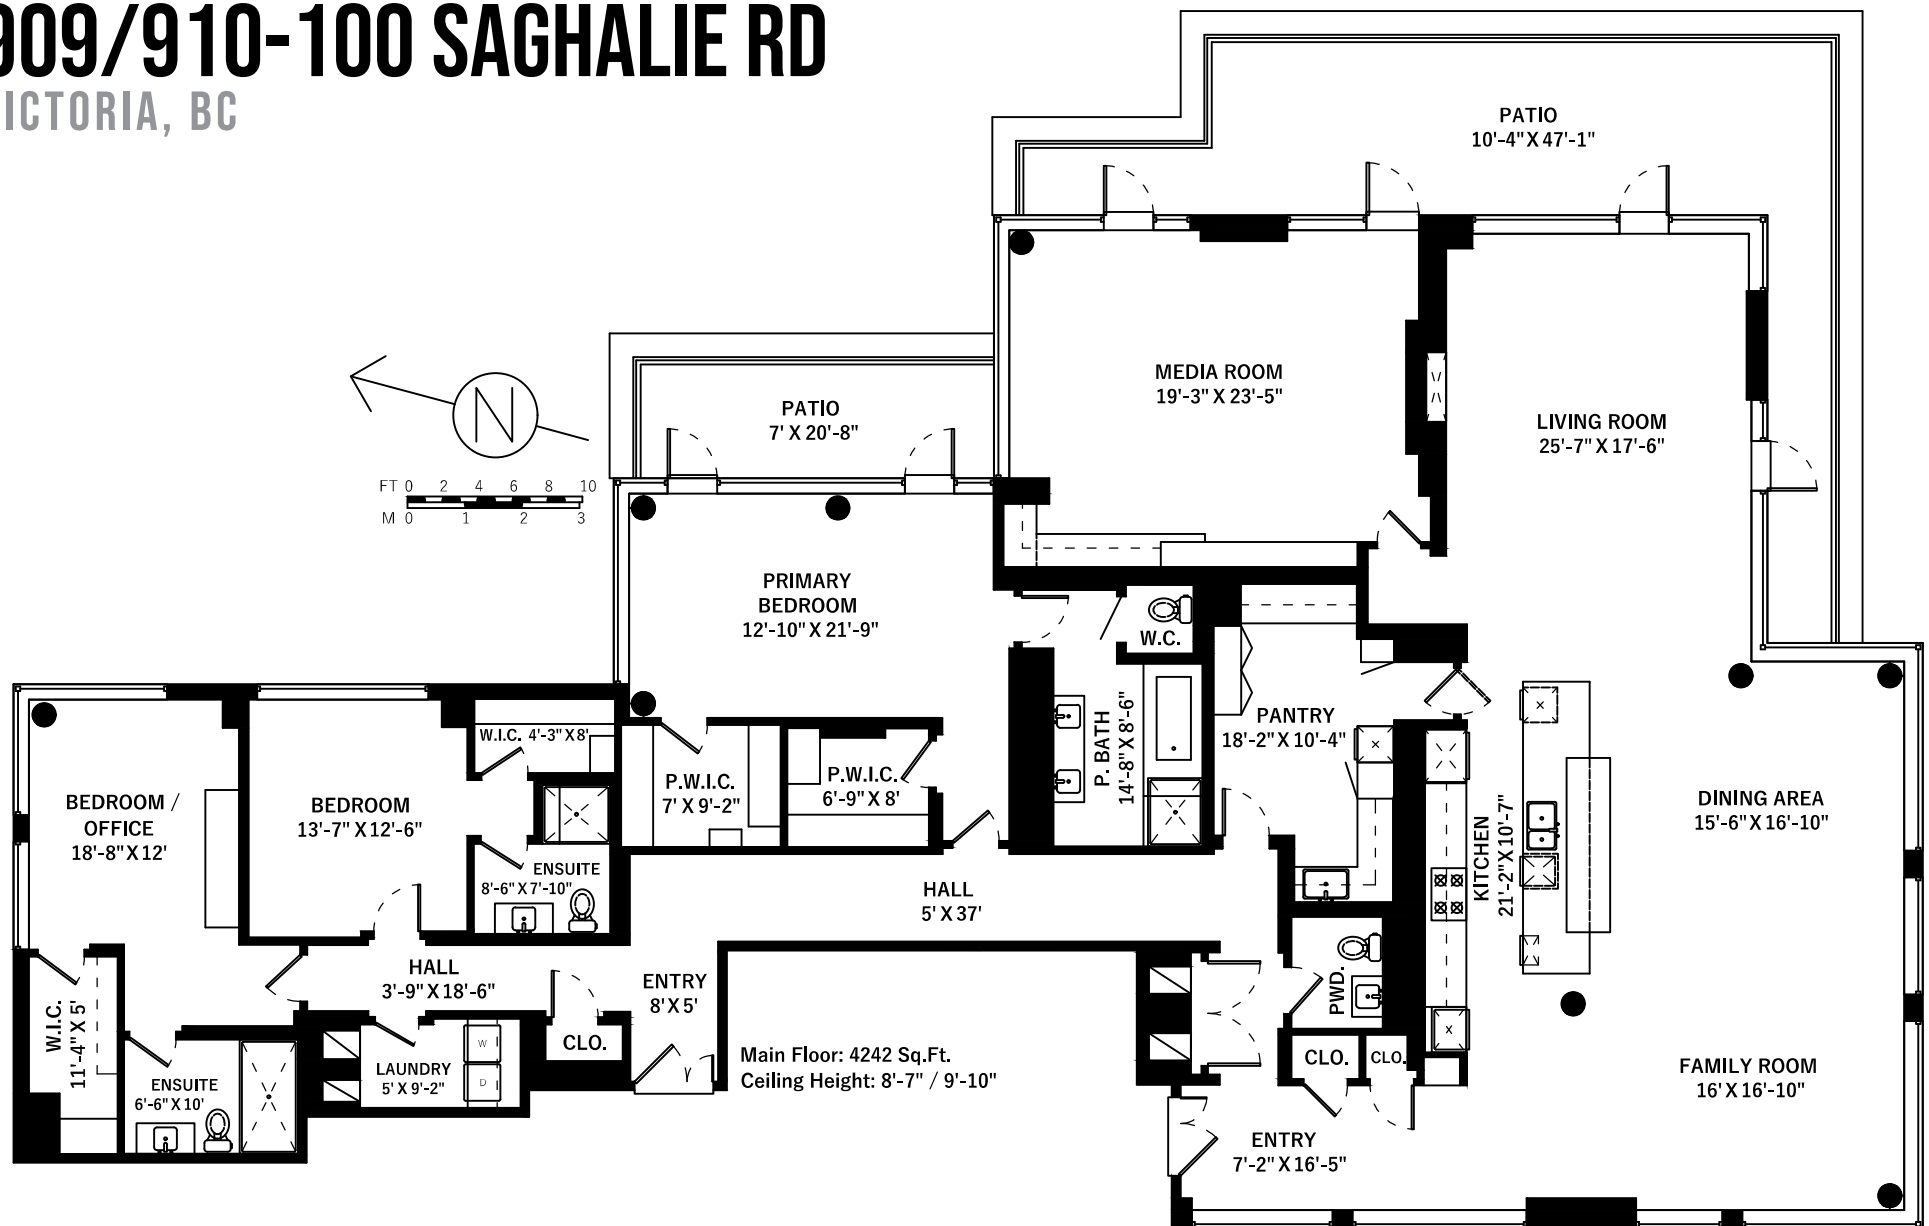 909/910-100 SAGHALIE RD
ICTORIA, BC
PATIO
10'-4" X 47'-1"
MEDIA ROOM
19'-3" X 23'-5"
LIVING ROOM
25'-7" X 17'-6"
PATIO
7' X 20'-8"
N
FT 0 2 4 6 8 10
M 0 1 2 3
PRIMARY
BEDROOM
12'-10" X 21'-9"
W.C.
P. BATH
14'-8" X 8'-6"
PANTRY
18'-2" X 10'-4"
W.I.C. 4'-3" X 8'
P.W.I.C.
7' X 9'-2"
P.W.I.C.
6'-9" X 8'
BEDROOM /
OFFICE
18'-8" X 12'
BEDROOM
13'-7" X 12'-6"
ENSUITE
8'-6" X 7'-10"
KITCHEN
21'-2" X 10'-7"
DINING AREA
15'-6" X 16'-10"
HALL
5' X 37'
HALL
3'-9" X 18'-6"
ENTRY
8' X 5'
PWD.
W.I.C.
11'-4" X 5'
ENSUITE
6'-6" X 10'
LAUNDRY
5' X 9'-2"
W
D
CLO.
Main Floor: 4242 Sq.Ft.
Ceiling Height: 8'-7" / 9'-10"
CLO.
CLO.
FAMILY ROOM
16' X 16'-10"
ENTRY
7'-2" X 16'-5"